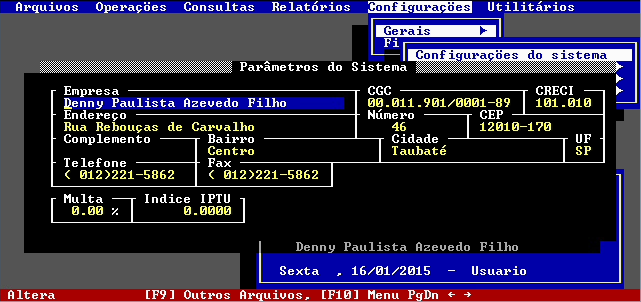 Arquivos Operações Consultas Relatórios Configurações Utilitários
Gerais
Fi
Configurações do sistema
Parâmetros do Sistema
Empresa CGC CRECI
Denny Paulista Azevedo Filho 00.011.901/0001-89 101.010
Endereço Número CEP
Rua Rebouças de Carvalho 46 12010-170
Complemento Bairro Cidade UF
Centro Taubaté SP
Telefone Fax
( 012)221-5862 ( 012)221-5862
Multa Indice IPTU
0.00 % 0.0000
Denny Paulista Azevedo Filho
Sexta , 16/01/2015 - Usuario
Altera [F9] Outros Arquivos, [F10] Menu PgDn ← →